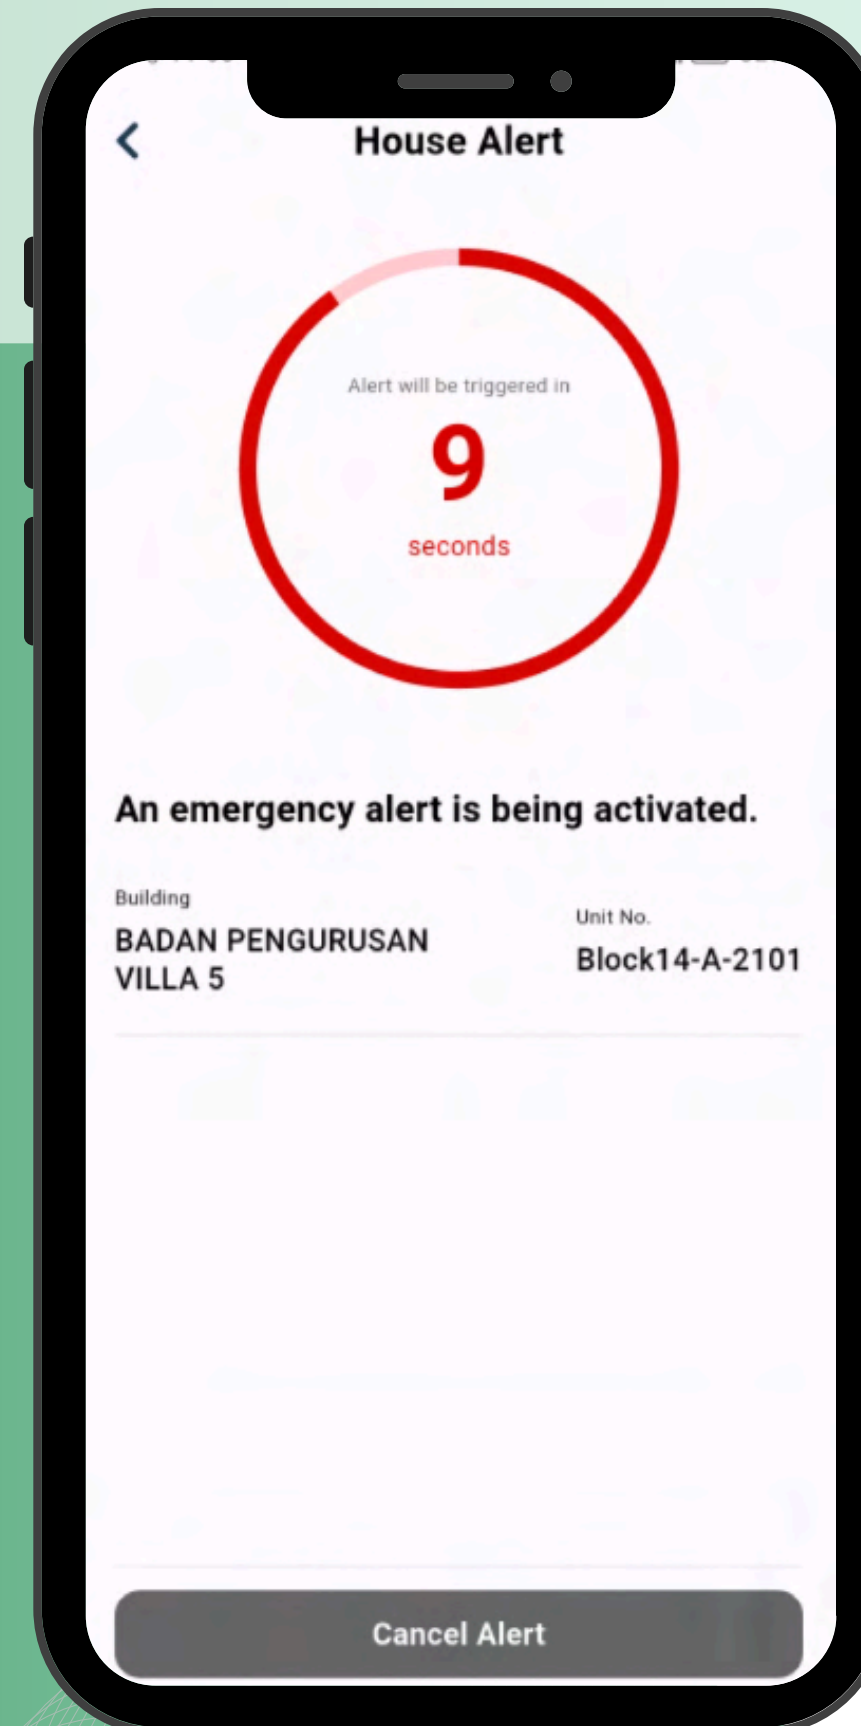 House Alert
Alert will be triggered in
9
seconds
An emergency alert is being activated.
Building
BADAN PENGURUSAN
VILLA 5
Unit No.
Block14-A-2101
Cancel Alert